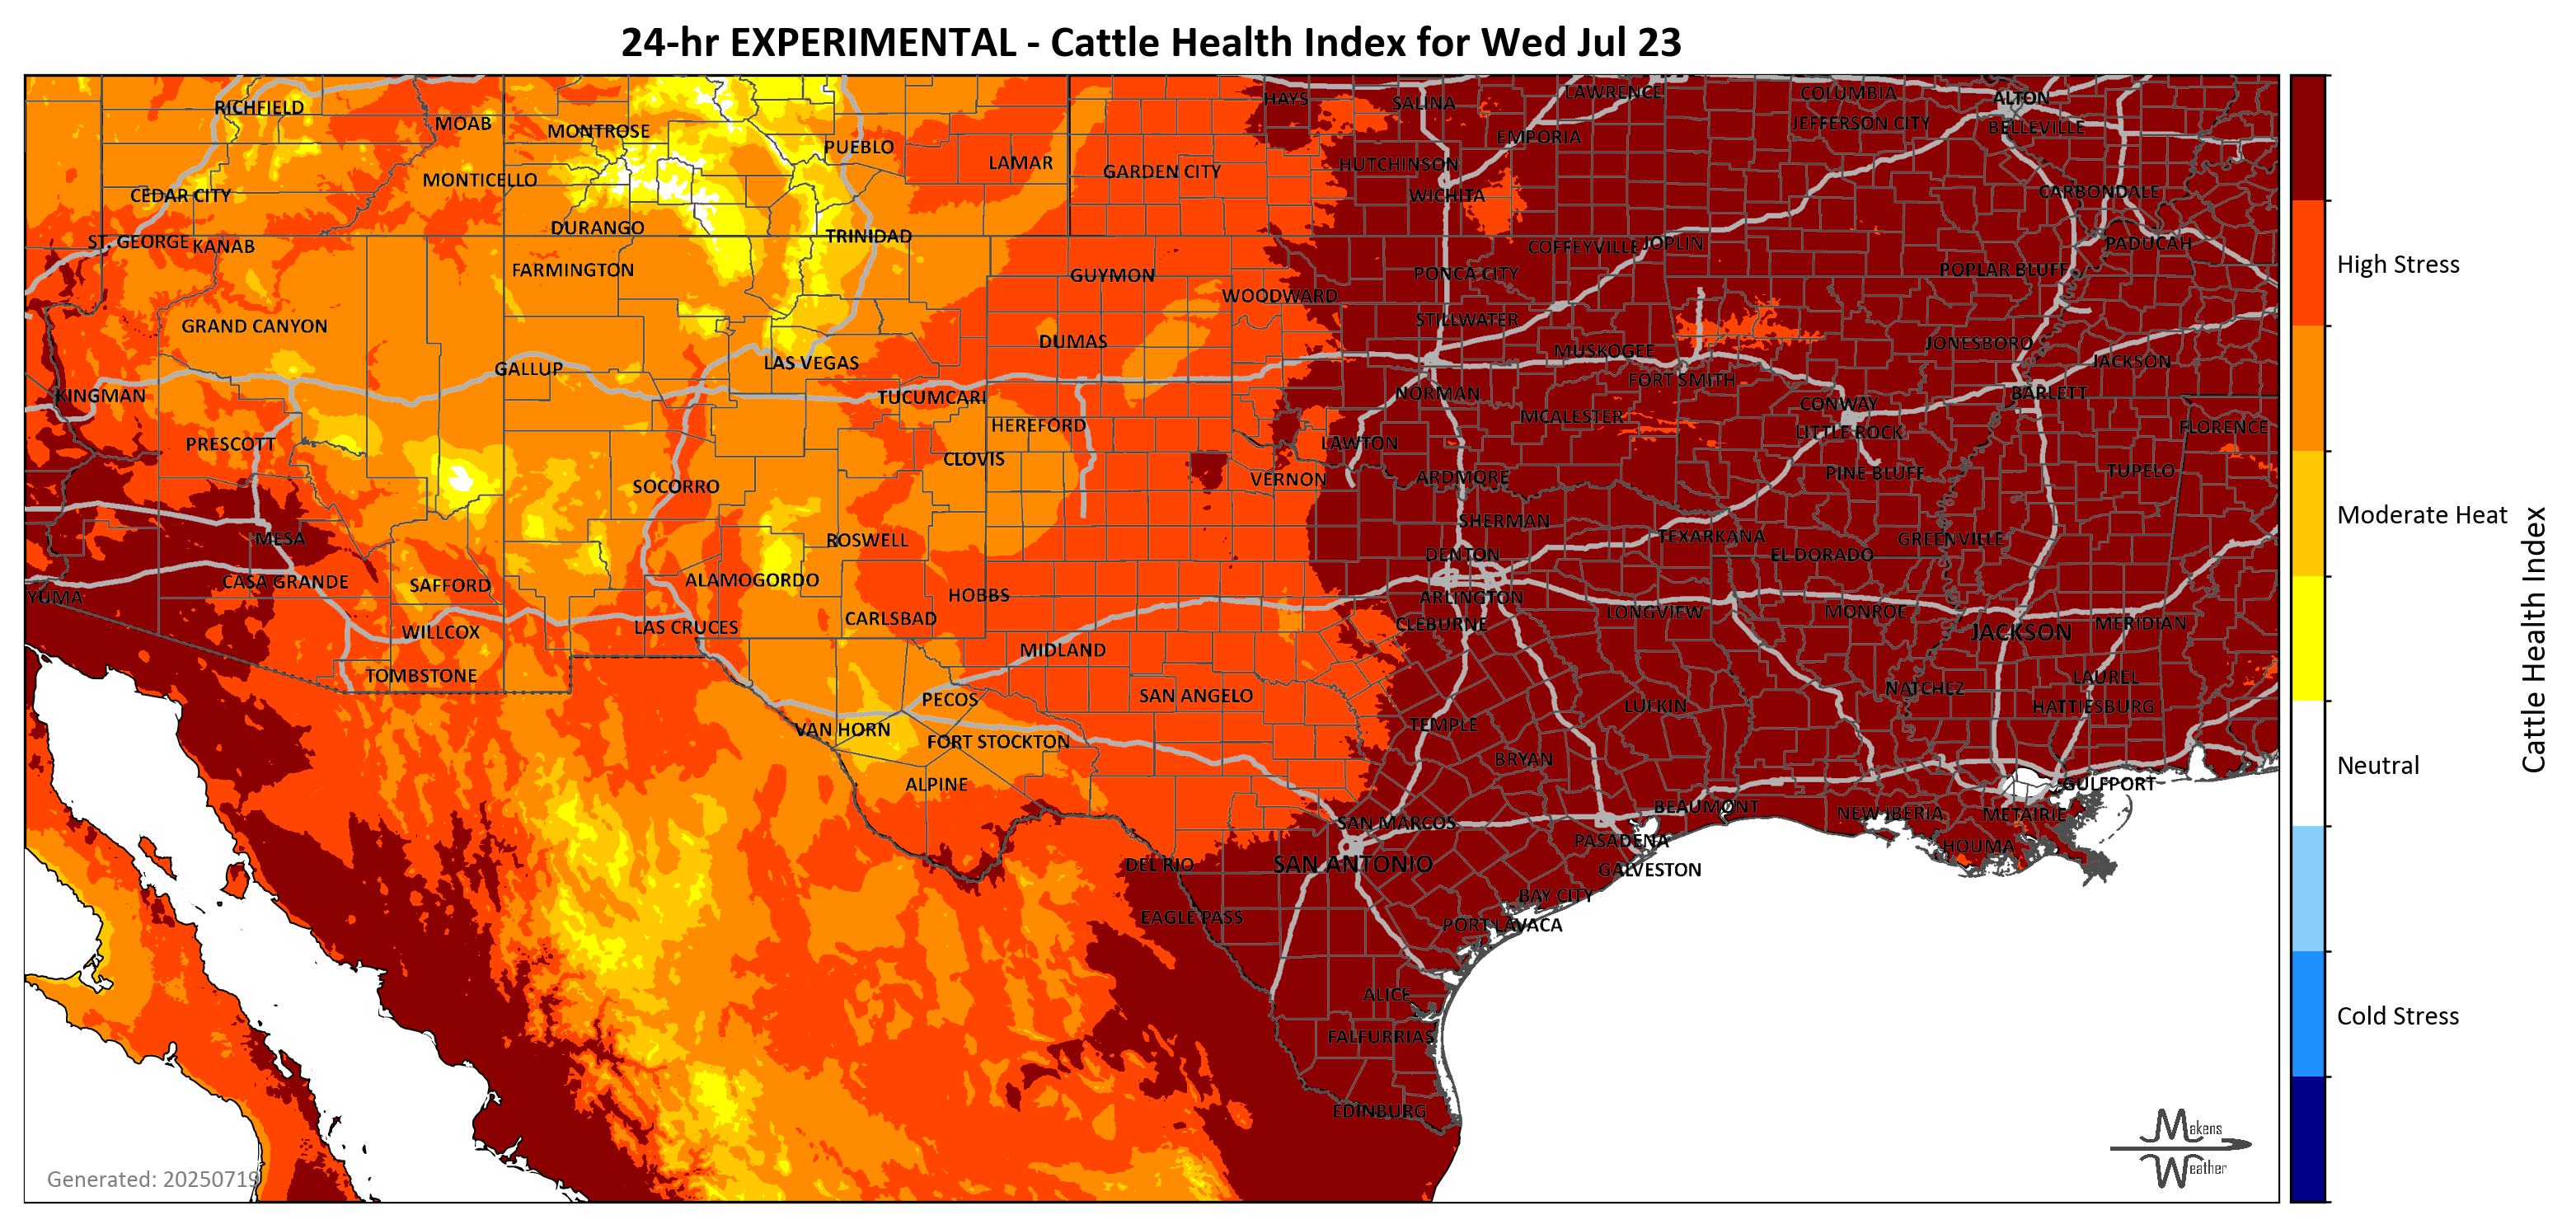 24-hr EXPERIMENTAL - Cattle Health Index for Wed Jul 23
RICHFIELD
MOAB
MONTROSE
PUEBLO
LAMAR
GARDEN CITY
HAYS
SALINA
LAWRENCE
EMPORIA
COLUMBIA
JEFFERSON CITY
ALTON
BELLEVILLE
HUTCHINSON
WICHITA
CARBONDALE
CEDAR CITY
MONTICELLO
DURANGO
TRINIDAD
ST. GEORGE
KANAB
FARMINGTON
GUYMON
WOODWARD
PONCA CITY
COFFEYVILLE
JOPLIN
POPLAR BLUFF
PADUCAH
High Stress
GRAND CANYON
GALLUP
LAS VEGAS
DUMAS
STILLWATER
MUSKOGEE
FORT SMITH
JONESBORO
JACKSON
KINGMAN
TUCUMCARI
NORMAN
MCALESTER
CONWAY
LITTLE ROCK
BARLETT
FLORENCE
PRESCOTT
HEREFORD
CLOVIS
LAWTON
VERNON
ARDMORE
PINE BLUFF
TUPELO
SOCORRO
Moderate Heat
MESA
ROSWELL
SHERMAN
DENTON
TEXARKANA
EL DORADO
GREENVILLE
YUMA
CASA GRANDE
SAFFORD
ALAMOGORDO
HOBBS
CARLSBAD
ARLINGTON
CLEBURNE
LONGVIEW
MONROE
JACKSON
MERIDIAN
WILLCOX
LAS CRUCES
MIDLAND
TOMBSTONE
PECOS
SAN ANGELO
NATCHEZ
LAUREL
HATTIESBURG
LUFKIN
TEMPLE
VAN HORN
FORT STOCKTON
BRYAN
Neutral
ALPINE
GULFPORT
BEAUMONT
NEW IBERIA
METAIRIE
SAN MARCOS
PASADENA
HOUMA
DEL RIO
SAN ANTONIO
GALVESTON
BAY CITY
EAGLE PASS
PORT LAVACA
ALICE
Cold Stress
FALFURRIAS
EDINBURG
Cattle Health Index
Makens
Weather
Generated: 20250719